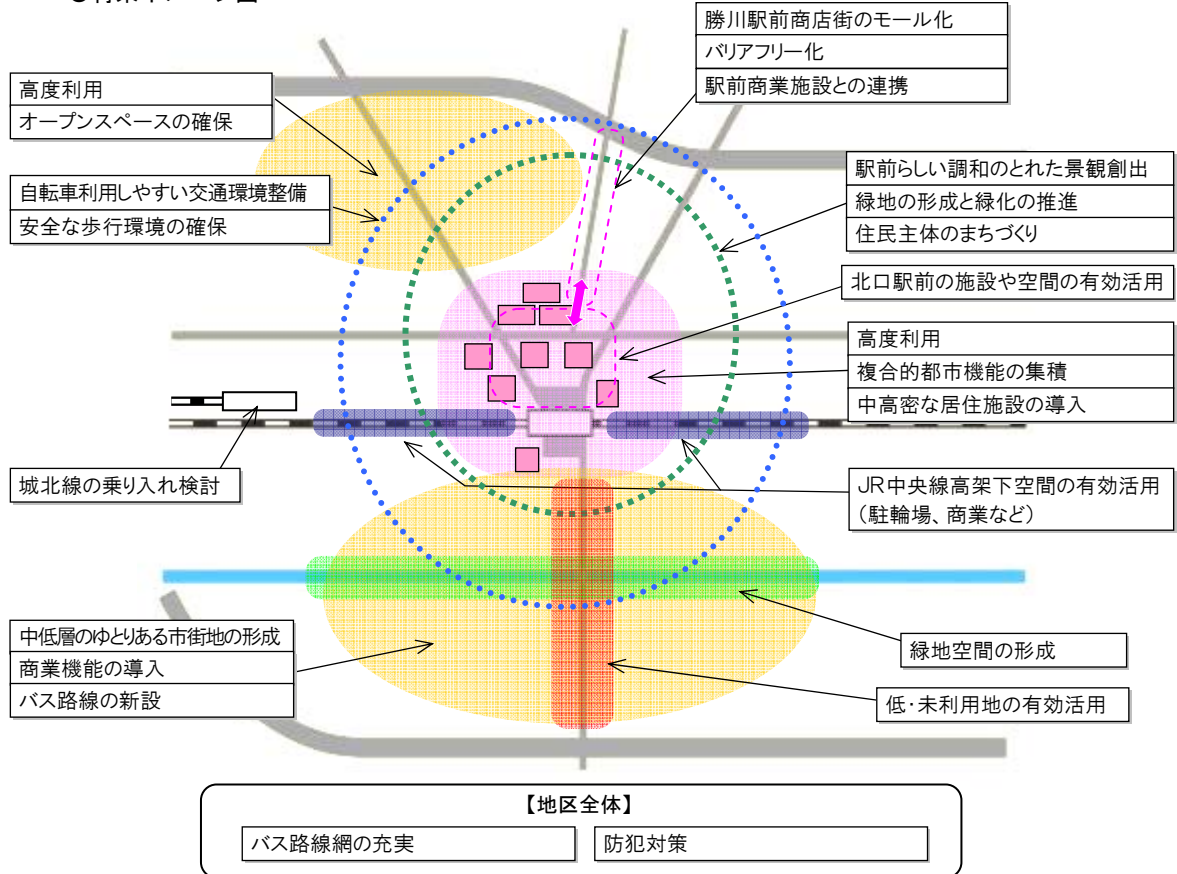 勝川駅前商店街のモール化
バリアフリー化
駅前商業施設との連携
高度利用
オープンスペースの確保
自転車利用しやすい交通環境整備
安全な歩行環境の確保
駅前らしい調和のとれた景観創出
緑地の形成と緑化の推進
住民主体のまちづくり
北口駅前の施設や空間の有効活用
高度利用
複合的都市機能の集積
中高密な居住施設の導入
城北線の乗り入れ検討
JR中央線高架下空間の有効活用
（駐輪場、商業など）
中低層のゆとりある市街地の形成
商業機能の導入
バス路線の新設
緑地空間の形成
低・未利用地の有効活用
【地区全体】
バス路線網の充実
防犯対策